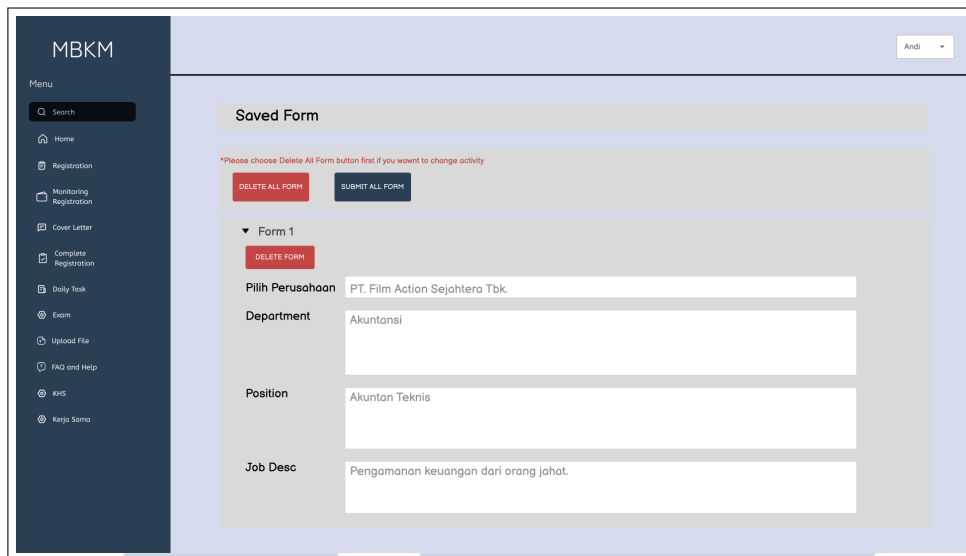 MBKM
Andi
Menu
Search
Home
Registration
Monitoring
Registration
Cover Letter
Complete
Registration
Daily Task
Exam
Upload File
FAQ and Help
KHS
Kerja Sama
Saved Form
*Please choose Delete All Form button first if you wownt to change activity
DELETE ALL FORM
SUBMIT ALL FORM
Form 1
DELETE FORM
Pilih Perusahaan
PT. Film Action Sejahtera Tbk.
Department
Akuntansi
Position
Akuntan Teknis
Job Desc
Pengamanan keuangan dari orang jahat.